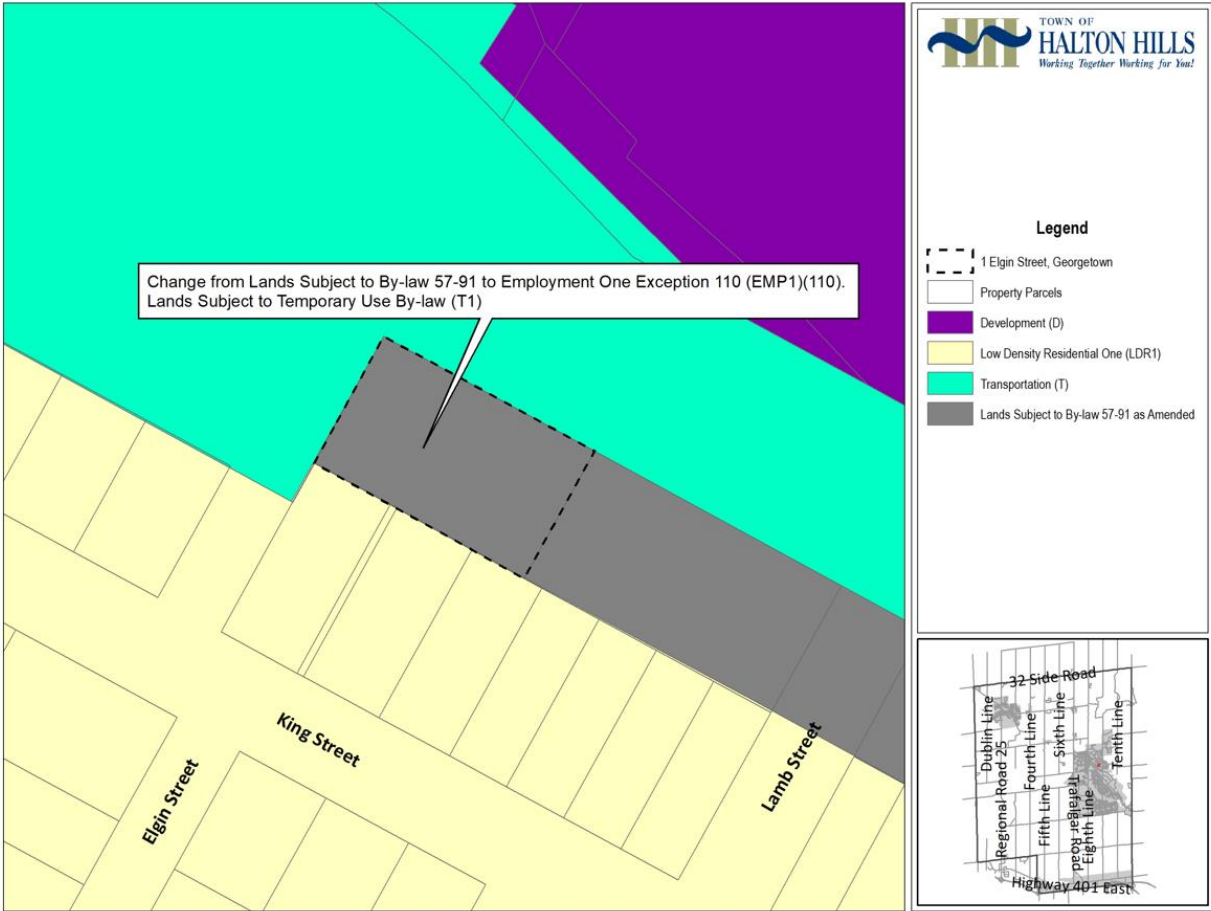 Change from Lands Subject to By-law 57-91 to Employment One Exception 110 (EMP1)(110).
Lands Subject to Temporary Use By-law (T1)
King Street
Elgin Street
Lamb Street
TOWN OF
HALTON HILLS
Working Together Working for You!
Legend
1 Elgin Street, Georgetown
Property Parcels
Development (D)
Low Density Residential One (LDR1)
Transportation (T)
Lands Subject to By-law 57-91 as Amended
32 Side Road
Dublin Line
Regional Road 25
Fourth Line
Fifth Line
Sixth Line
Trafalgar Road
Eighth Line
Tenth Line
Highway 401 East